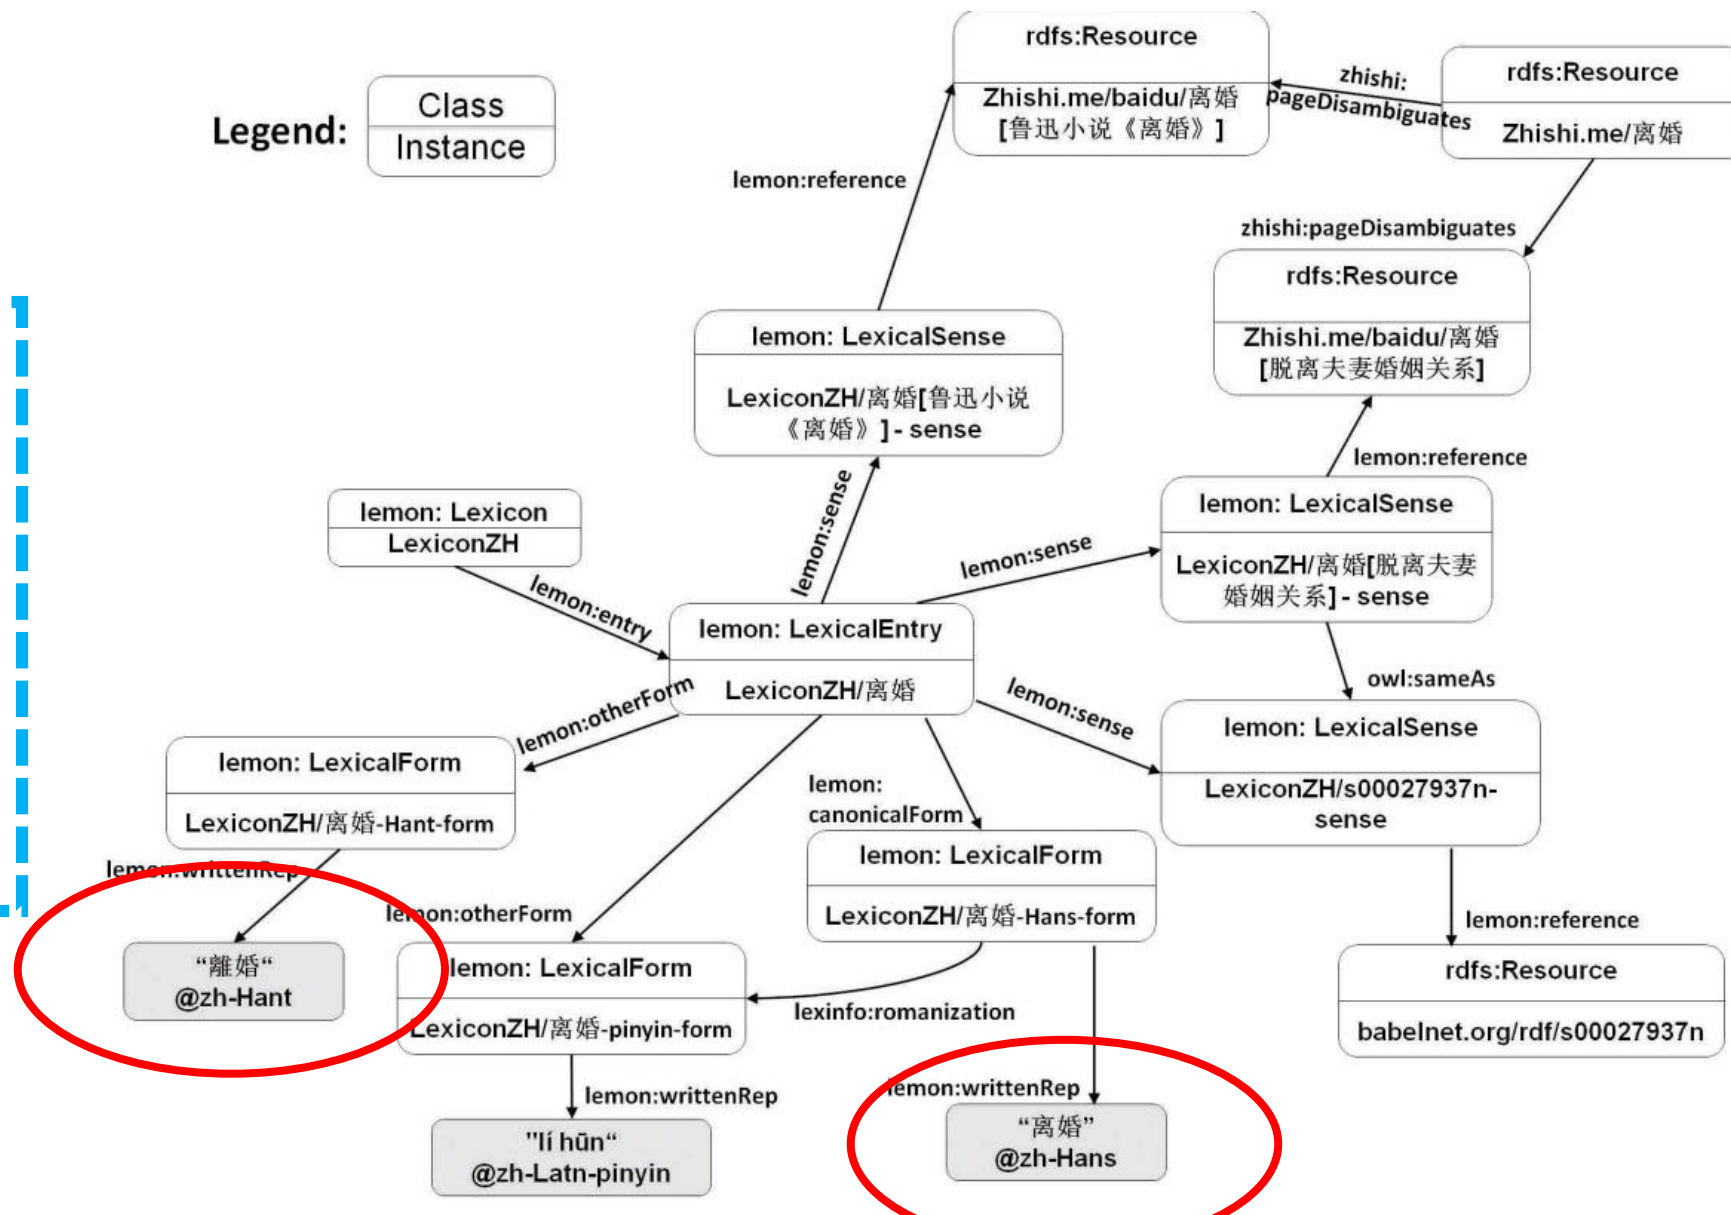 rdfs:Resource
Zhishi.me/baidu/离婚
[鲁迅小说《离婚》]
zhishi:
pageDisambiguates
rdfs:Resource
Zhishi.me/离婚
Legend:
Class
Instance
lemon:reference
zhishi:pageDisambiguates
rdfs:Resource
Zhishi.me/baidu/离婚
[脱离夫妻婚姻关系]
lemon: LexicalSense
LexiconZH/离婚[鲁迅小说
《离婚》]- sense
lemon:reference
lemon: LexicalSense
LexiconZH/离婚[脱离夫妻
婚姻关系]- sense
lemon: Lexicon
LexiconZH
lemon:sense
lemon:sense
lemon:entry
lemon: LexicalEntry
LexiconZH/离婚
owl:sameAs
lemon:otherForm
lemon:sense
lemon: LexicalSense
LexiconZH/s00027937n-
sense
lemon: LexicalForm
LexiconZH/离婚-Hant-form
lemon:
canonicalForm
lemon: LexicalForm
LexiconZH/离婚-Hans-form
lemon:writtenRep
lemon:otherForm
lemon:reference
“離婚“
@zh-Hant
lemon: LexicalForm
LexiconZH/离婚-pinyin-form
lexinfo:romanization
rdfs:Resource
babelnet.org/rdf/s00027937n
lemon:writtenRep
lemon:writtenRep
"lí hūn“
@zh-Latn-pinyin
“离婚”
@zh-Hans